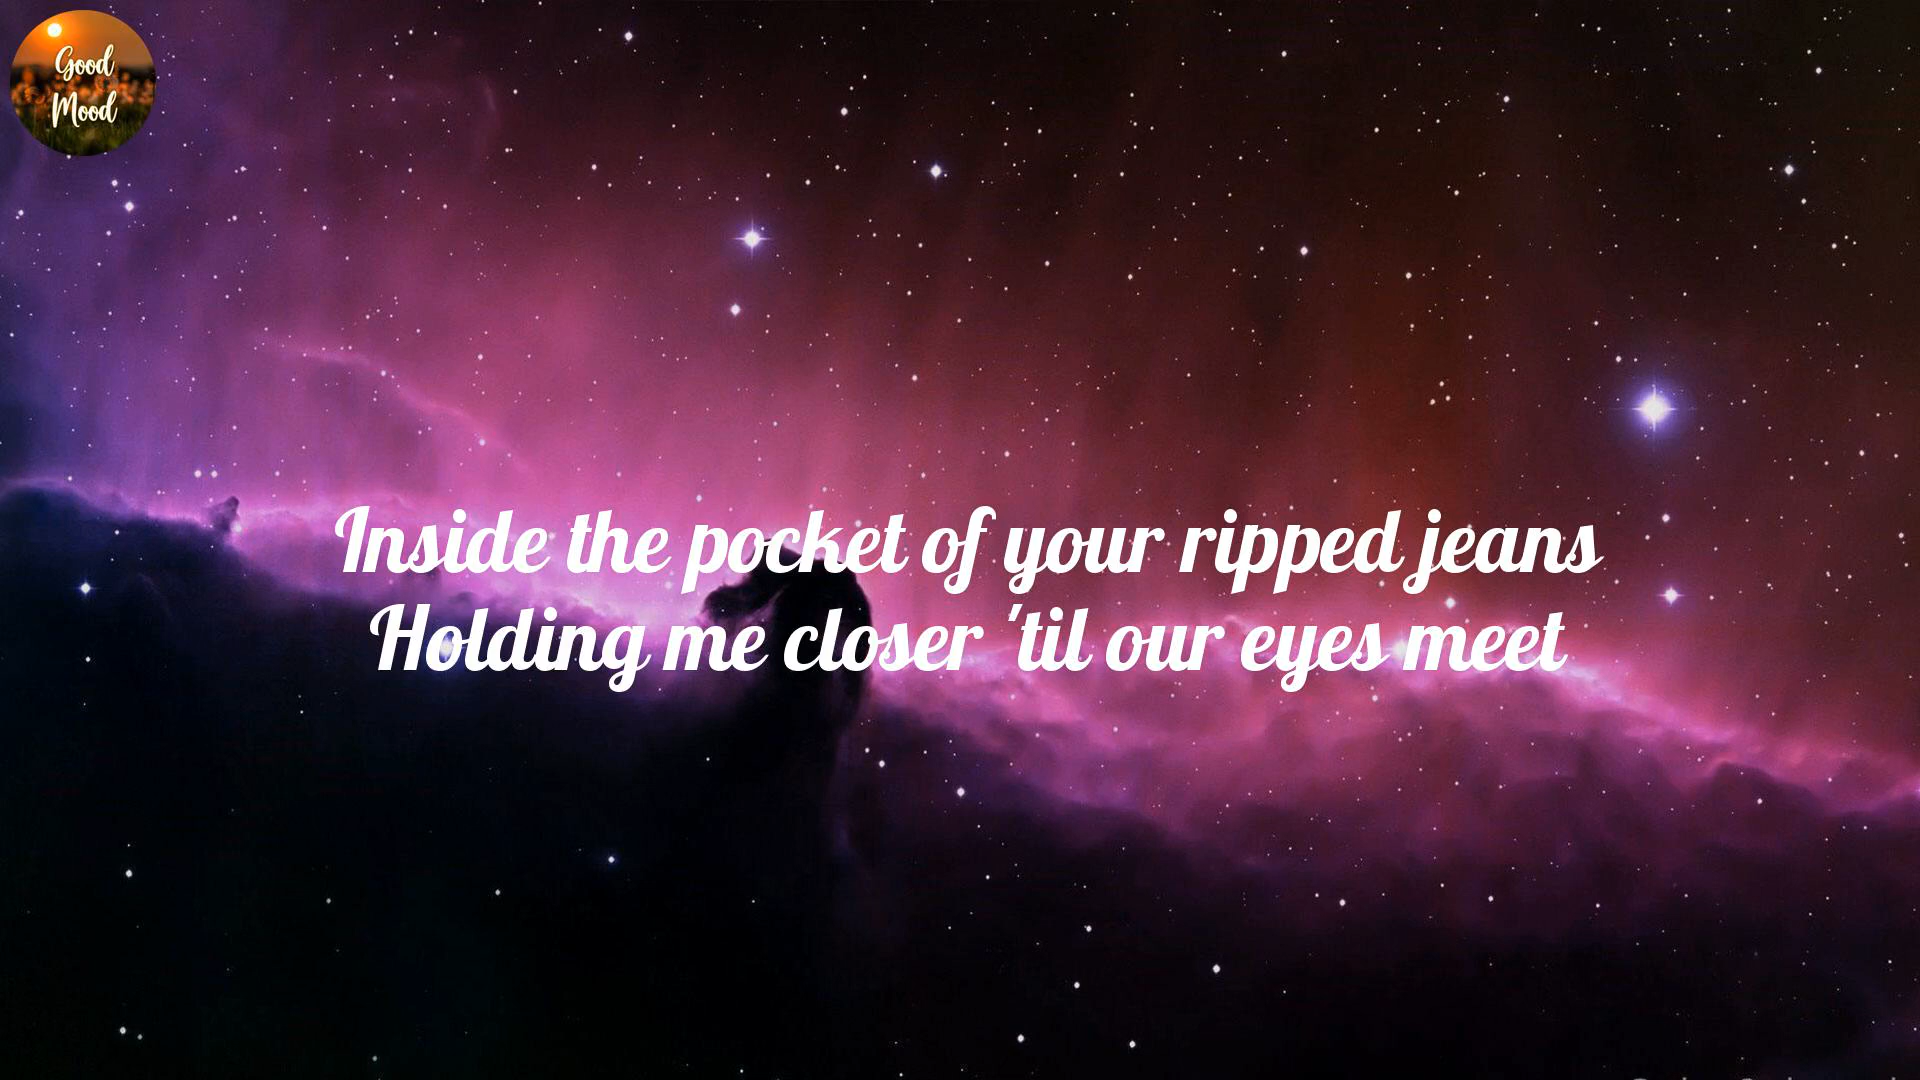 Good
Mood
Inside the pocket of your ripped jeans
Holding me closer 'til our eyes meet